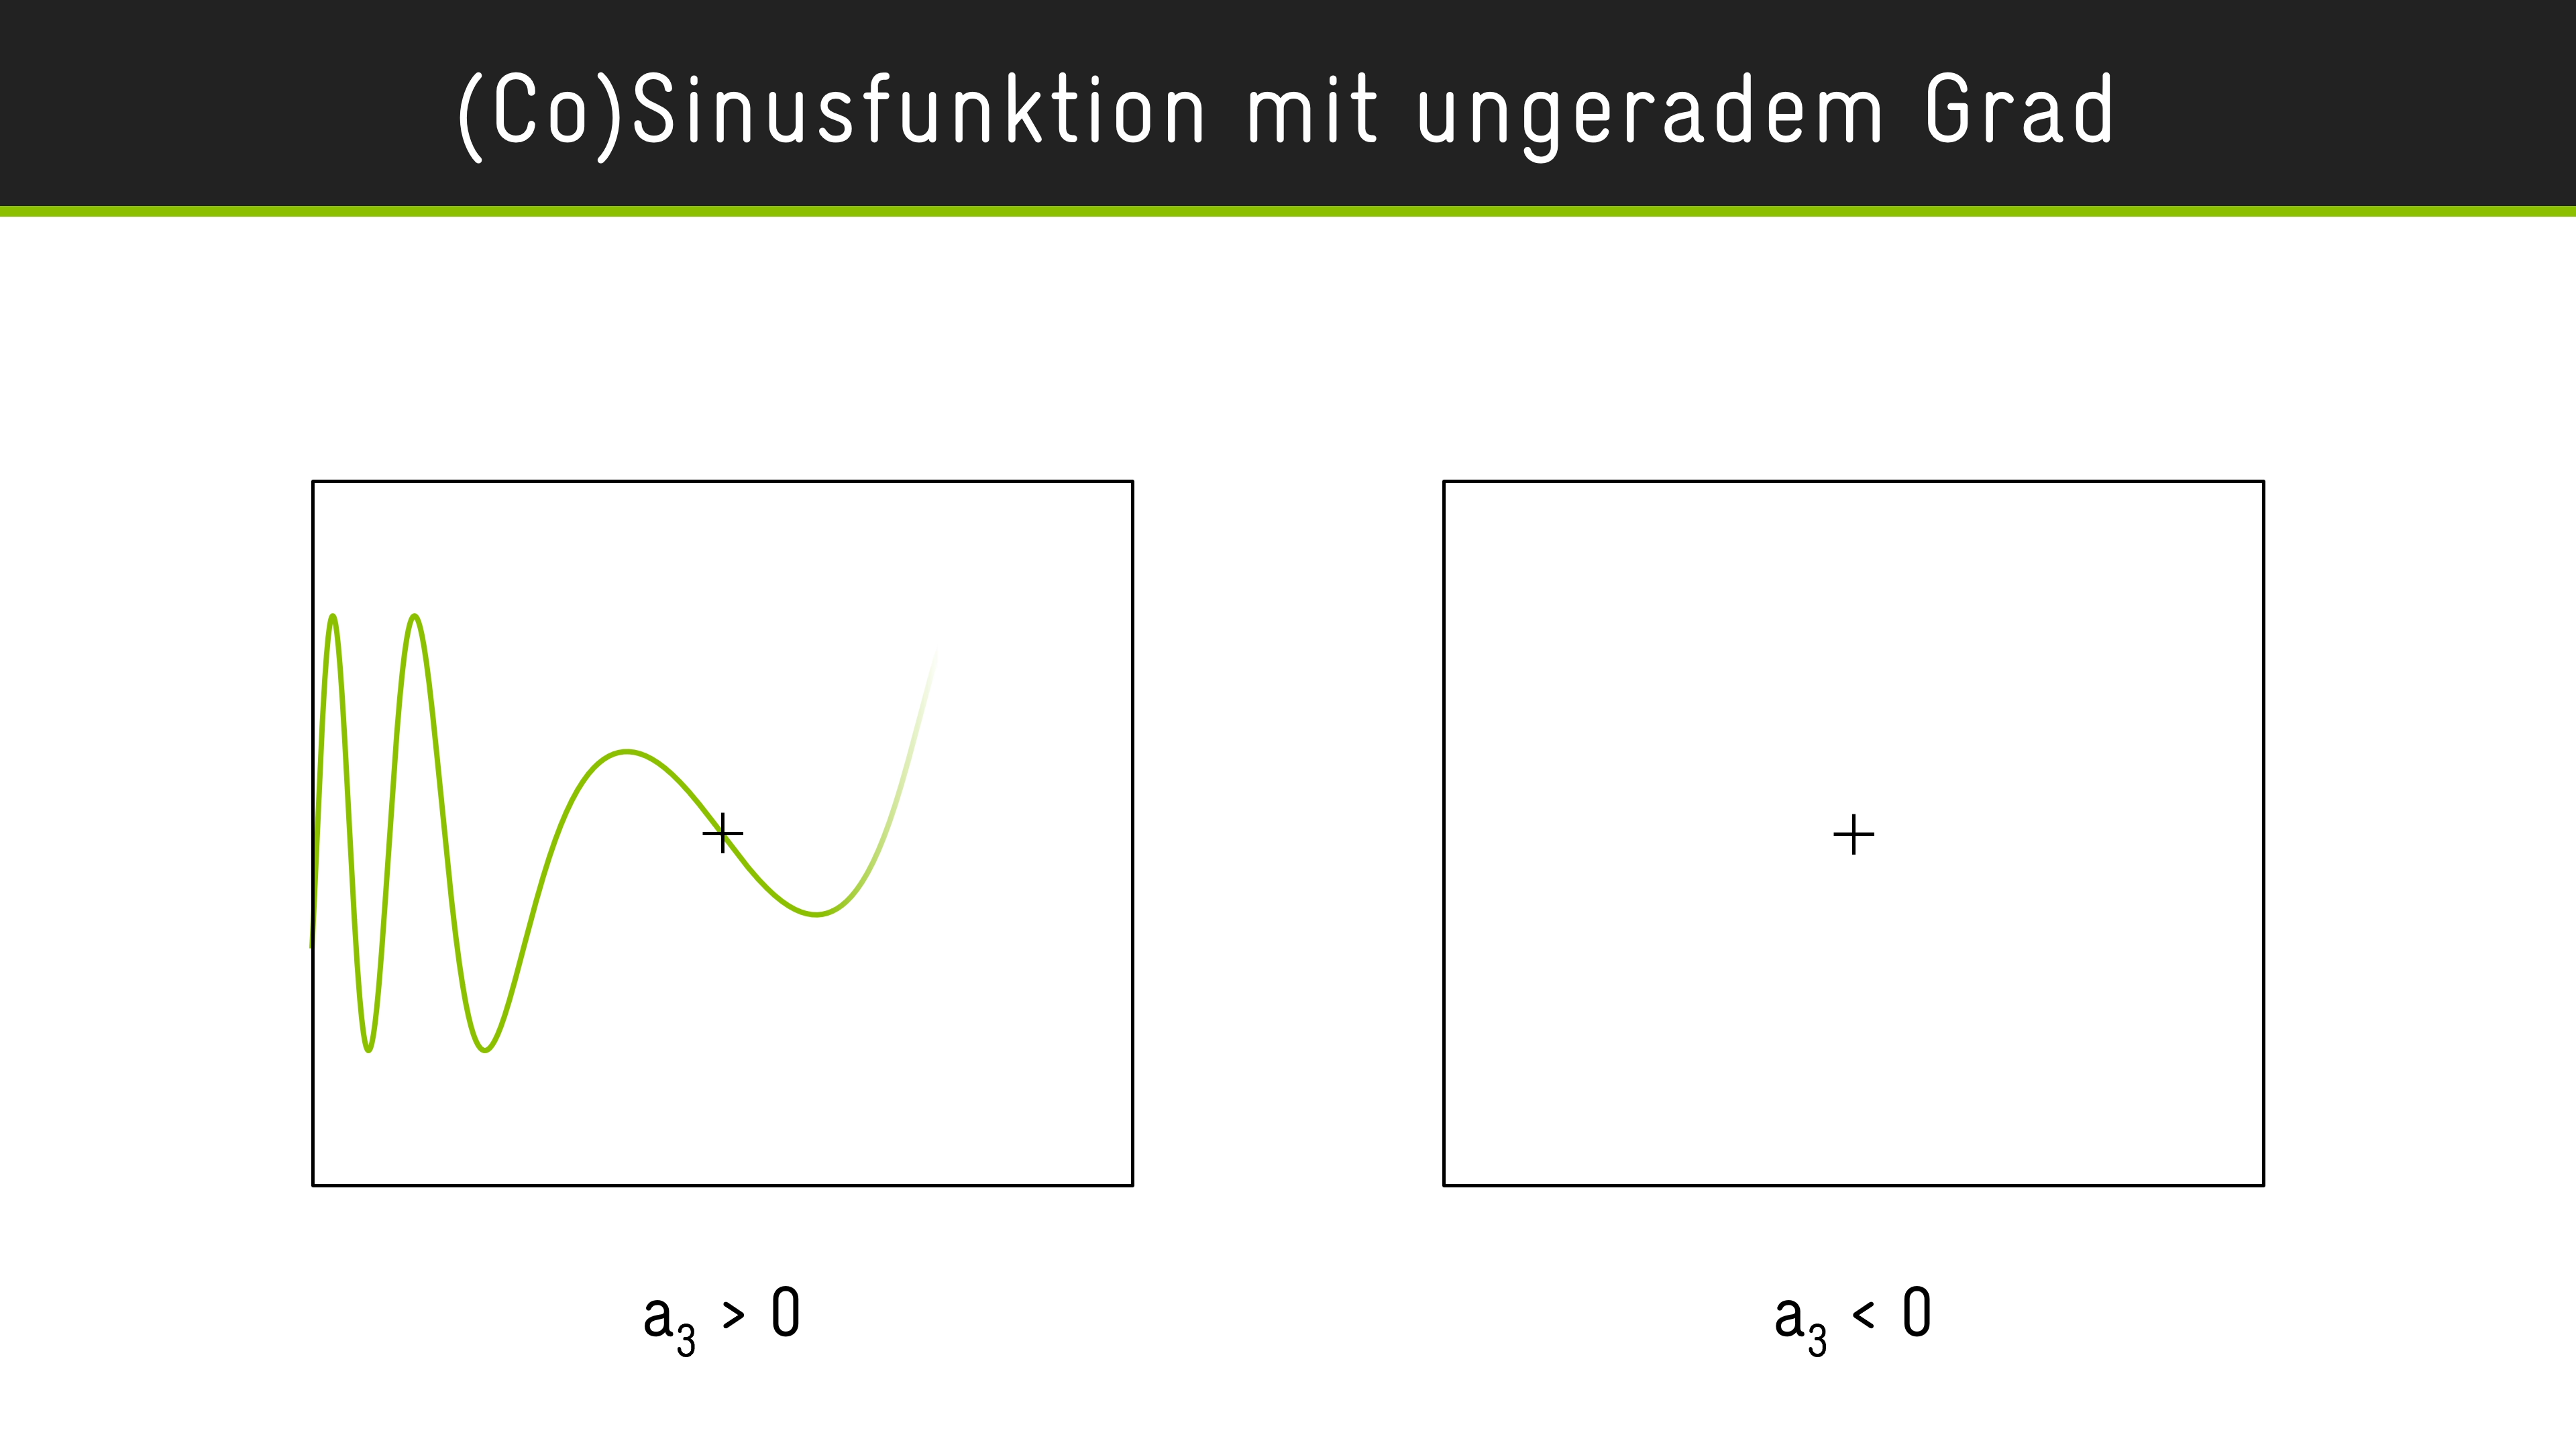 (Co)Sinusfunktion mit ungeradem Grad
a₃ > 0
a₃ < 0